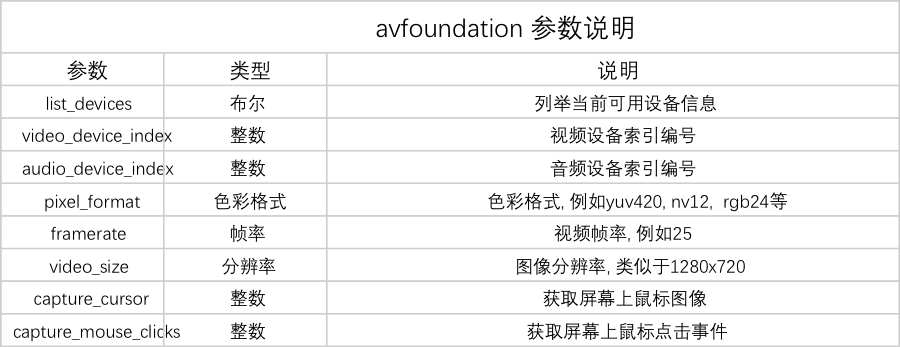 avfoundation 参数说明
参数 类型 说明
list_devices 布尔 列举当前可用设备信息
video_device_index 整数 视频设备索引编号
audio_device_index 整数 音频设备索引编号
pixel_format 色彩格式 色彩格式, 例如yuv420, nv12, rgb24等
framerate 帧率 视频帧率, 例如25
video_size 分辨率 图像分辨率, 类似于1280x720
capture_cursor 整数 获取屏幕上鼠标图像
capture_mouse_clicks 整数 获取屏幕上鼠标点击事件